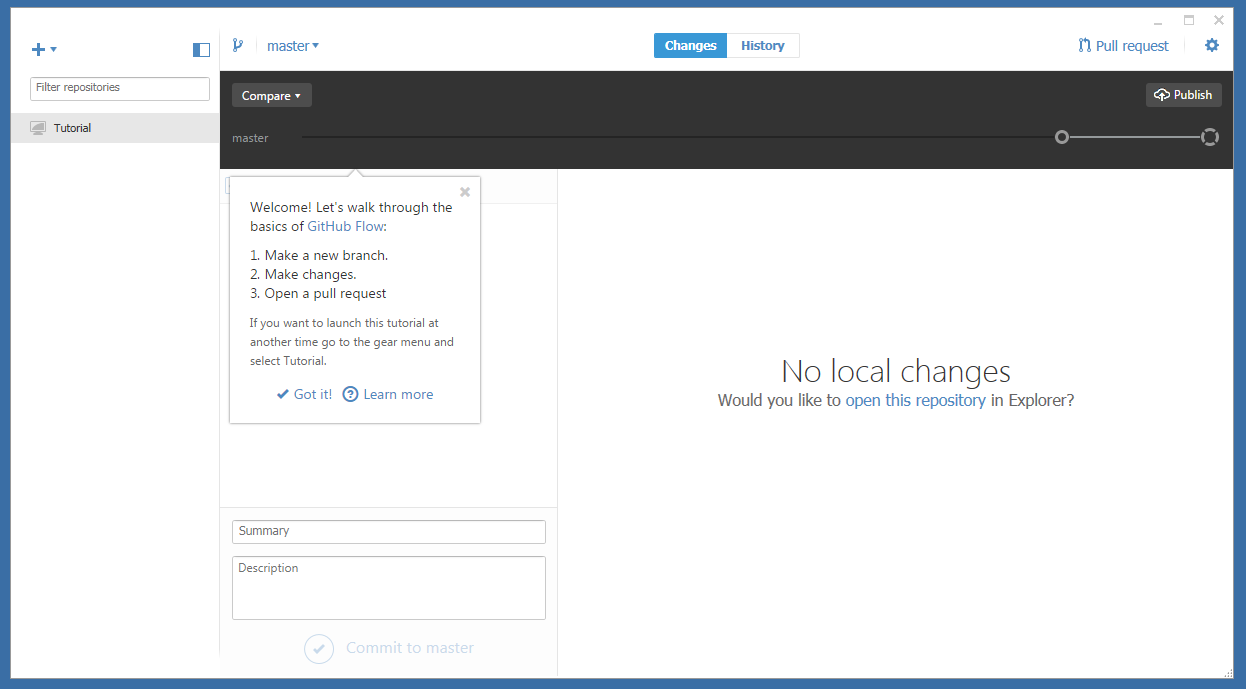 master
Changes
History
Pull request
Filter repositories
Tutorial
Compare
Publish
master
Welcome! Let's walk through the
basics of GitHub Flow:
1. Make a new branch.
2. Make changes.
3. Open a pull request
If you want to launch this tutorial at
another time go to the gear menu and
select Tutorial.
Got it!
Learn more
No local changes
Would you like to open this repository in Explorer?
Summary
Description
Commit to master